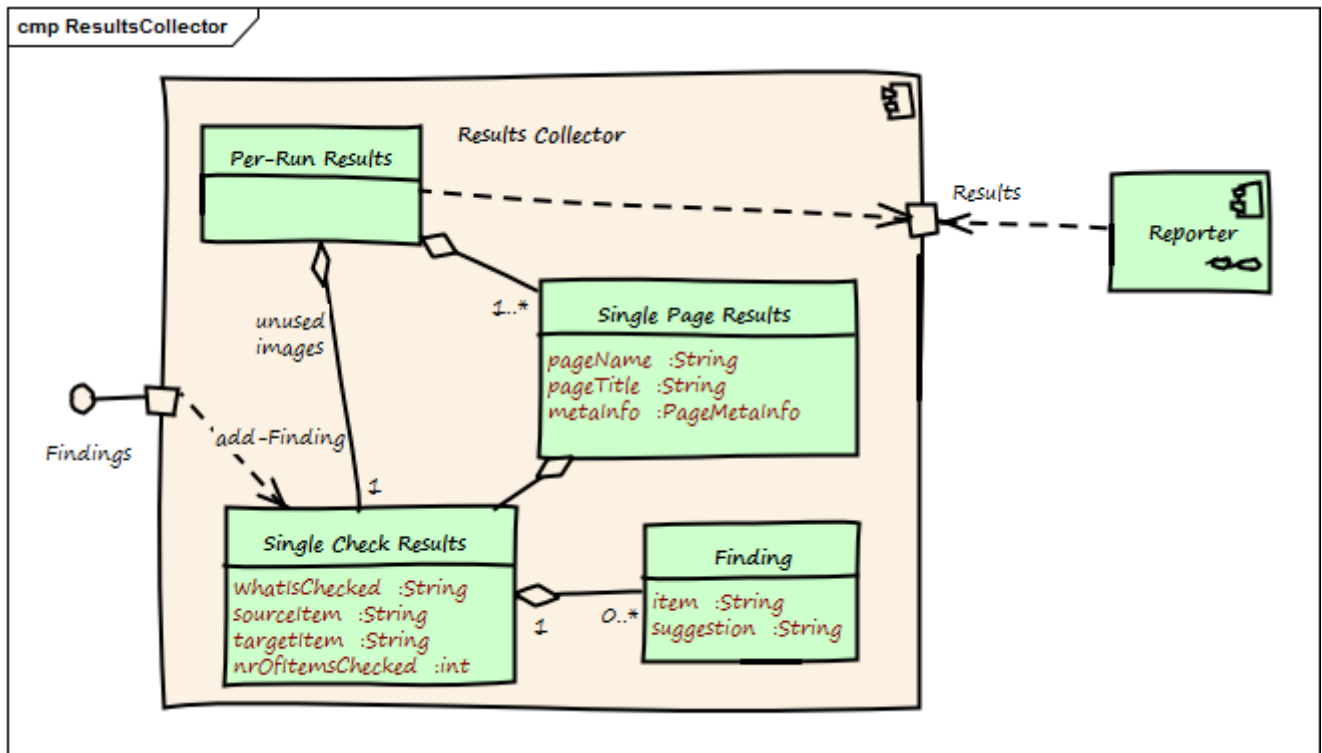 cmp ResultsCollector
Results Collector
Per-Run Results
Results
Reporter
1..*
Single Page Results
pageName :String
pageTitle :String
metaInfo :PageMetaInfo
unused
images
add-Finding
Findings
1
Single Check Results
whatIsChecked :String
sourceItem :String
targetItem :String
nrOfItemsChecked :int
1
0..*
Finding
item :String
suggestion :String